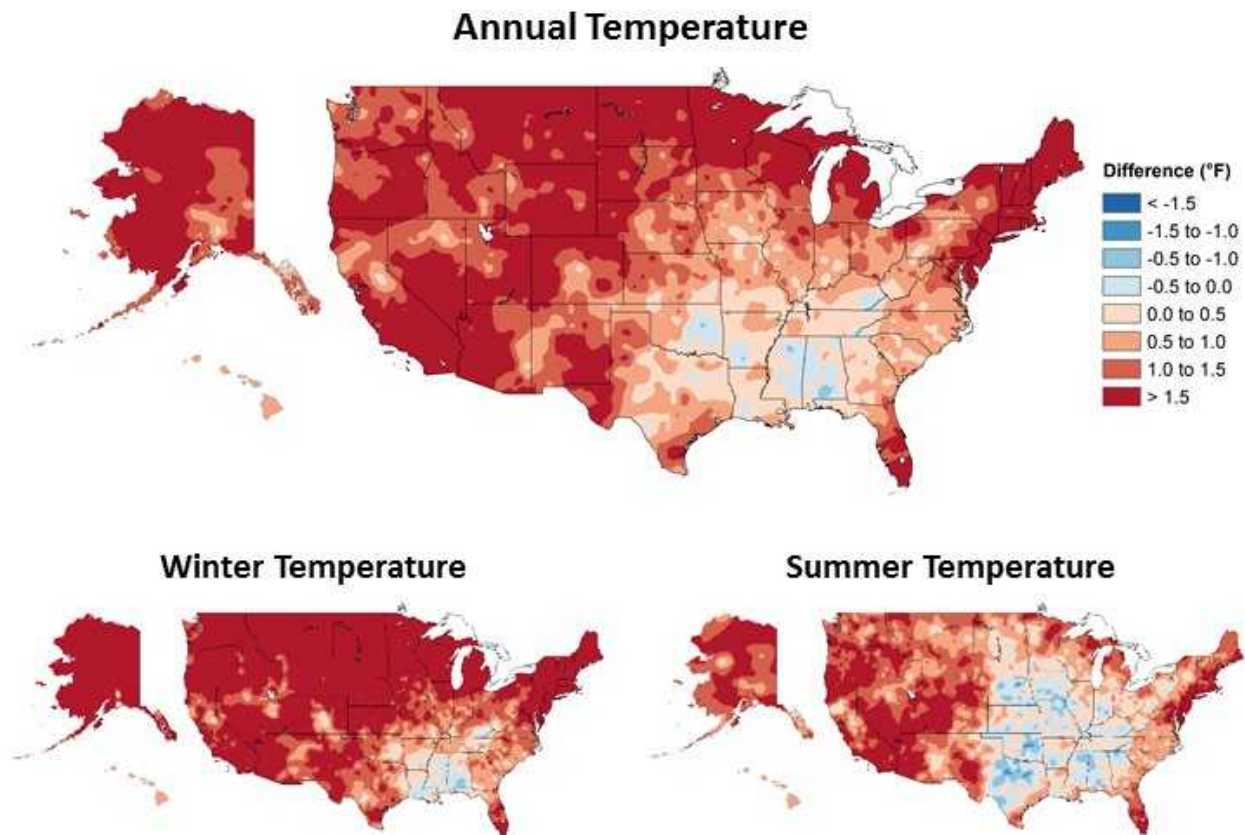 Annual Temperature
Difference (°F)
< -1.5
-1.5 to -1.0
-0.5 to -1.0
-0.5 to 0.0
0.0 to 0.5
0.5 to 1.0
1.0 to 1.5
> 1.5
Winter Temperature
Summer Temperature